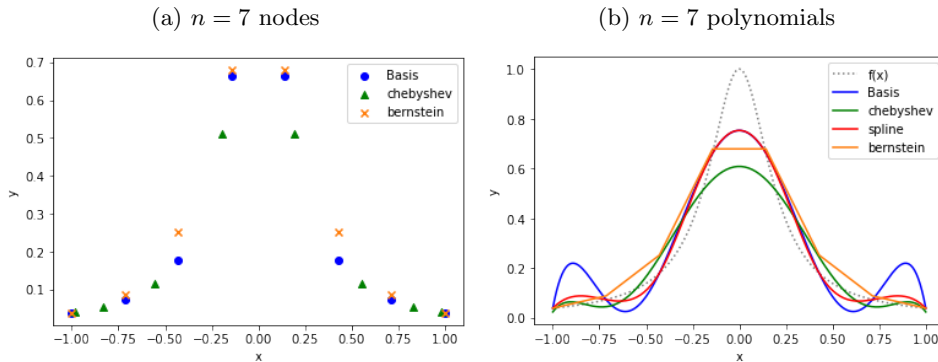 (a) n = 7 nodes
0.7
0.6
0.5
0.4
0.3
0.2
0.1
y
−1.00 −0.75 −0.50 −0.25 0.00 0.25 0.50 0.75 1.00
x
Basis
chebyshev
bernstein
(b) n = 7 polynomials
1.0
0.8
0.6
0.4
0.2
0.0
y
−1.00 −0.75 −0.50 −0.25 0.00 0.25 0.50 0.75 1.00
x
f(x)
Basis
chebyshev
spline
bernstein